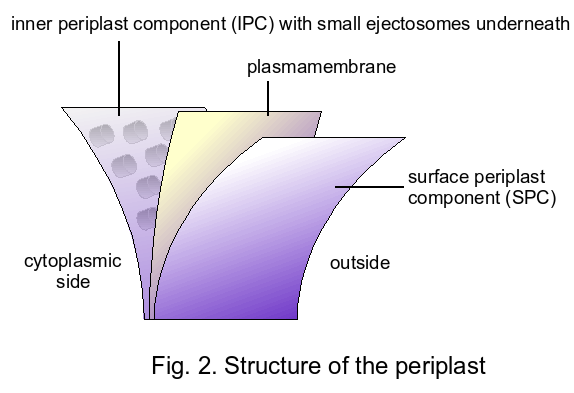 inner periplast component (IPC) with small ejectosomes underneath
plasmamembrane
surface periplast
component (SPC)
cytoplasmic
side
outside
Fig. 2. Structure of the periplast